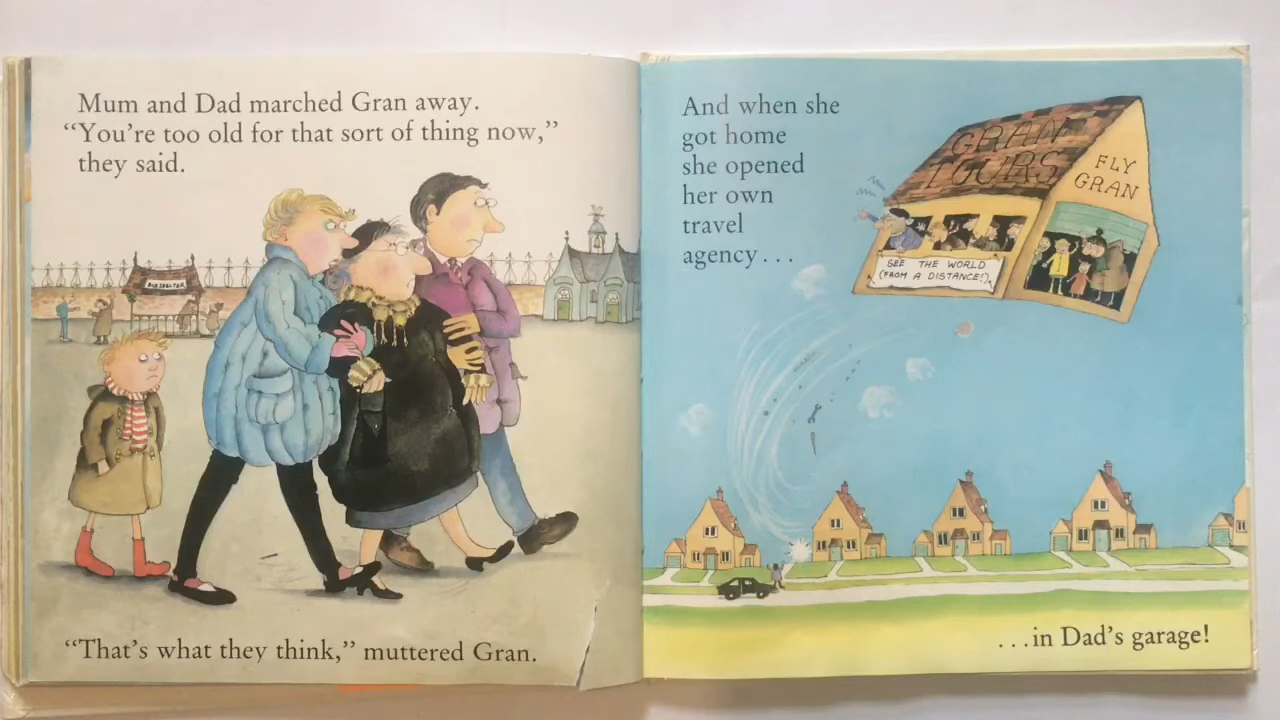 Mum and Dad marched Gran away.
“You’re too old for that sort of thing now,”
they said.
BUS SHELTER
“That’s what they think,” muttered Gran.
And when she
got home
she opened
her own
travel
agency...
GRAN
TOURS
FLY
GRAN
SEE THE WORLD
(FROM A DISTANCE!)
...in Dad’s garage!